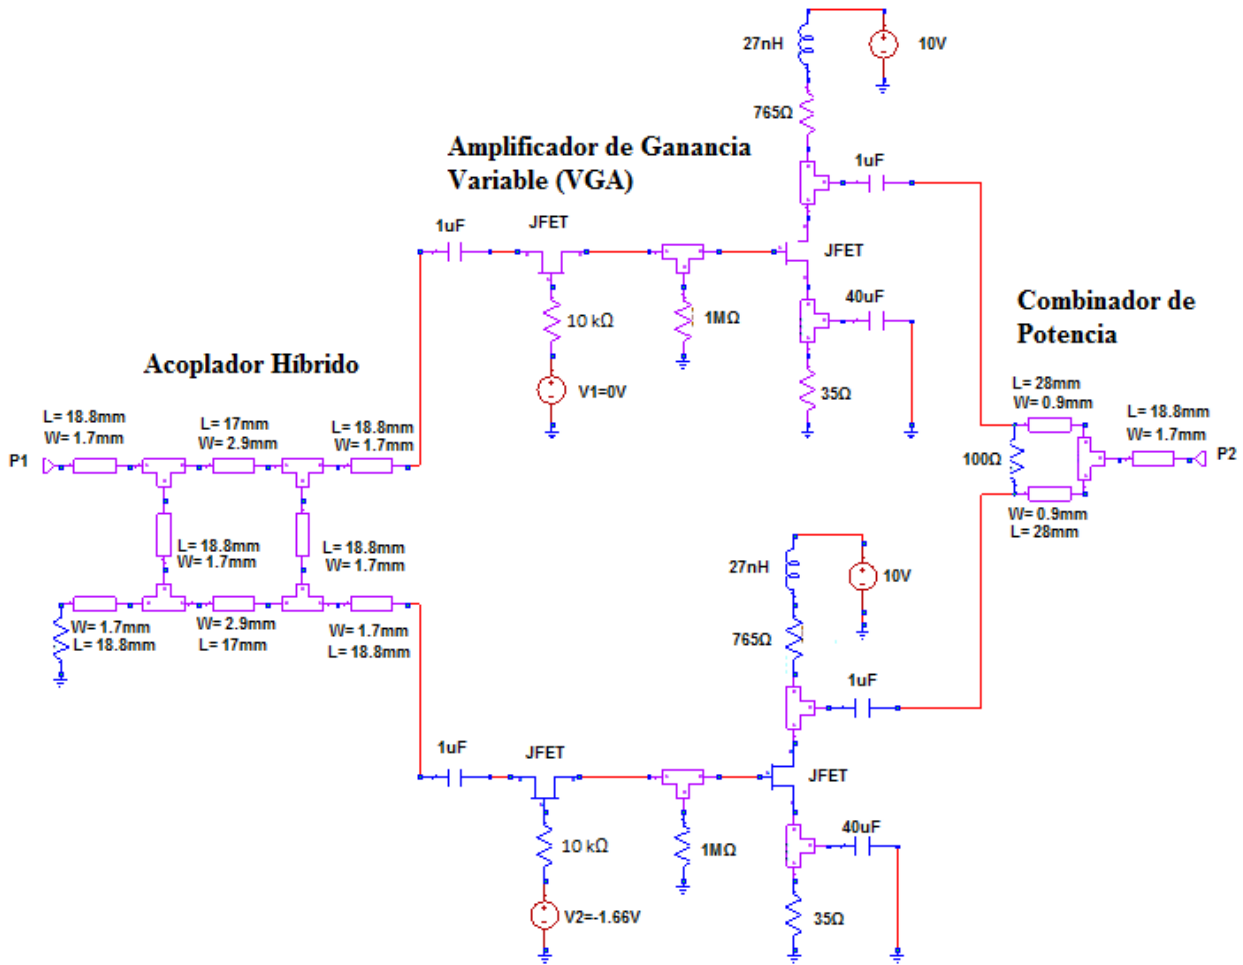 27nH
10V
765Ω
Amplificador de Ganancia
Variable (VGA)
1uF
1uF
JFET
JFET
40uF
10 kΩ
1MΩ
Combinador de
Potencia
Acoplador Híbrido
V1=0V
35Ω
L= 28mm
W= 0.9mm
L= 18.8mm
W= 1.7mm
L= 18.8mm
W= 1.7mm
L= 17mm
W= 2.9mm
L= 18.8mm
W= 1.7mm
P1
100Ω
P2
W= 0.9mm
L= 28mm
L= 18.8mm
W= 1.7mm
L= 18.8mm
W= 1.7mm
27nH
10V
W= 1.7mm
L= 18.8mm
W= 2.9mm
L= 17mm
W= 1.7mm
L= 18.8mm
765Ω
1uF
1uF
JFET
JFET
40uF
10 kΩ
1MΩ
V2=-1.66V
35Ω